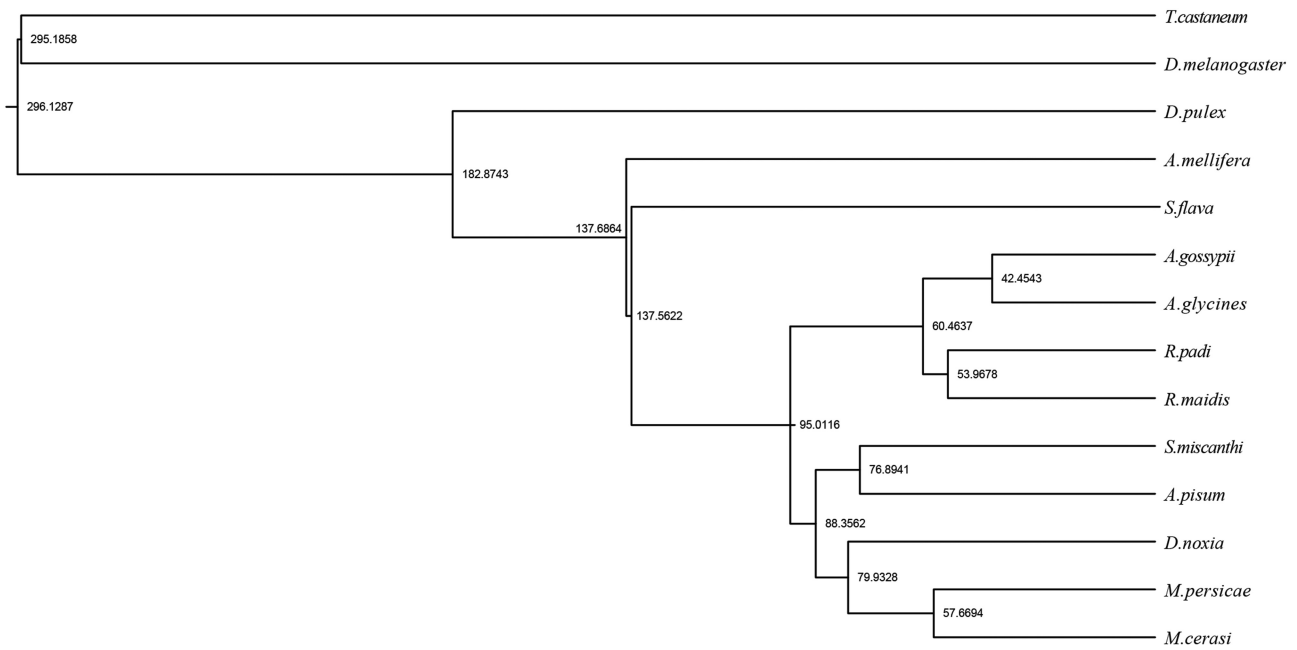 T.castaneum
295.1858
D.melanogaster
296.1287
D.pulex
A.mellifera
182.8743
S.flava
137.6864
A.gossypii
42.4543
A.glycines
137.5622
60.4637
R.padi
53.9678
R.maidis
95.0116
S.miscanthi
76.8941
A.pisum
88.3562
D.noxia
79.9328
M.persicae
57.6694
M.cerasi